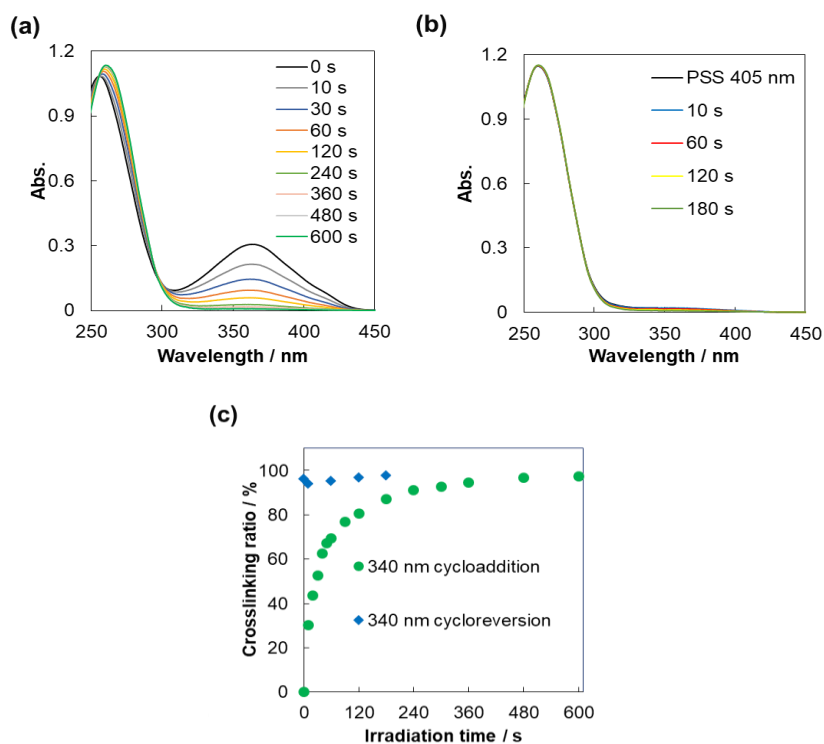 (a)
1.2
0.9
0.6
0.3
0
Abs.
250 300 350 400 450
Wavelength / nm
0 s
10 s
30 s
60 s
120 s
240 s
360 s
480 s
600 s
(b)
1.2
0.9
0.6
0.3
0
Abs.
250 300 350 400 450
Wavelength / nm
PSS 405 nm
10 s
60 s
120 s
180 s
(c)
100
80
60
40
20
0
Crosslinking ratio / %
340 nm cycloaddition
340 nm cycloreversion
0 120 240 360 480 600
Irradiation time / s